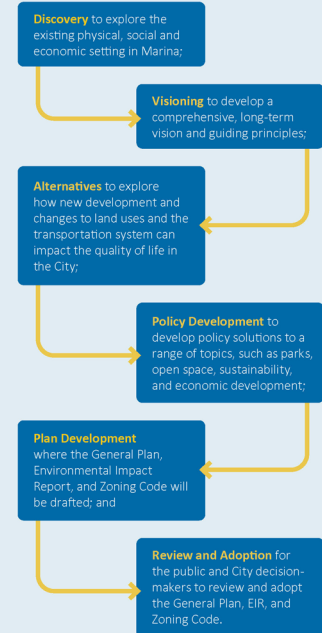 Discovery to explore the
existing physical, social and
economic setting in Marina;
Visioning to develop a
comprehensive, long-term
vision and guiding principles;
Alternatives to explore
how new development and
changes to land uses and the
transportation system can
impact the quality of life in
the City;
Policy Development to
develop policy solutions to a
range of topics, such as parks,
open space, sustainability,
and economic development;
Plan Development
where the General Plan,
Environmental Impact
Report, and Zoning Code will
be drafted; and
Review and Adoption for
the public and City decision-
makers to review and adopt
the General Plan, EIR, and
Zoning Code.